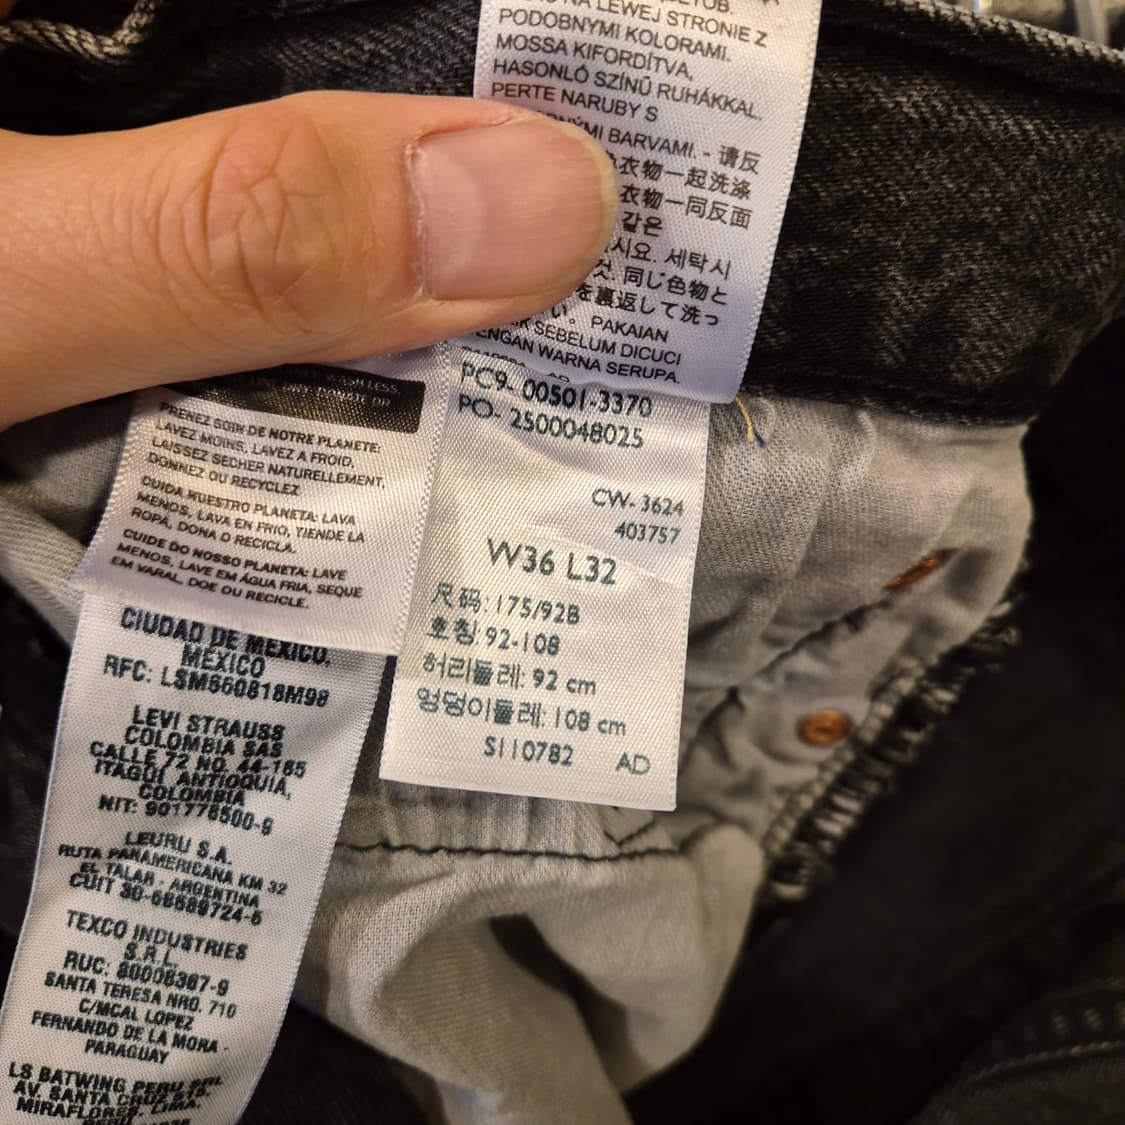 NA LEWEJ STRONIE Z
PODOBNYMI KOLORAMI.
MOSSA KIFORDÍTVA,
HASONLÓ SZÍNŰ RUHÁKKAL.
PERTE NARUBY S
BARVAMI. - 请反
衣物一起洗涤
衣物一同反面
같은
시요. 세탁시
것. 同じ色物と
を裏返して洗っ
い。PAKAIAN
SEBELUM DICUCI
ENGAN WARNA SERUPA.
PC9- 00501-3370
PO- 2500048025
CW- 3624
403757
W36 L32
尺码: 175/92B
호칭: 92-108
허리둘레: 92 cm
엉덩이둘레: 108 cm
S110782 AD
PRENEZ SOIN DE NOTRE PLANETE:
LAVEZ MOINS, LAVEZ A FROID,
LAISSEZ SECHER NATURELLEMENT,
DONNEZ OU RECYCLEZ
CUIDA NUESTRO PLANETA: LAVA
MENOS, LAVA EN FRIO, TIENDE LA
ROPA, DONA O RECICLA.
CUIDE DO NOSSO PLANETA: LAVE
MENOS, LAVE EM ÁGUA FRIA, SEQUE
EM VARAL, DOE OU RECICLE.
CIUDAD DE MEXICO,
MEXICO
RFC: LSM660818M98
LEVI STRAUSS
COLOMBIA SAS
CALLE 72 NO. 44-185
ITAGUI, ANTIOQUIA,
COLOMBIA
NIT: 901776500-9
LEURU S.A.
RUTA PANAMERICANA KM 32
EL TALAR - ARGENTINA
CUIT 30-68689724-6
TEXCO INDUSTRIES
S.R.L.
RUC: 80008367-9
SANTA TERESA NRO. 710
C/MCAL LOPEZ
FERNANDO DE LA MORA -
PARAGUAY
LS BATWING PERU SRL
AV. SANTA CRUZ
MIRAFLORES, LIMA,
PERU